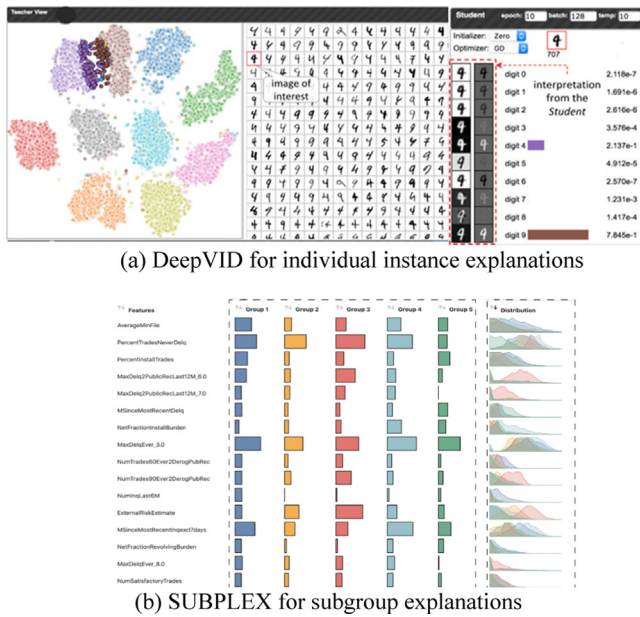 Teacher View
Student epoch: 10 batch: 128 temp: 10
Initializer: Zero
Optimizer: GD
707
image of
interest
interpretation
from the
Student
digit 0 2.118e-7
digit 1 1.691e-6
digit 2 2.616e-6
digit 3 3.576e-4
digit 4 2.137e-1
digit 5 4.912e-5
digit 6 2.570e-7
digit 7 1.231e-3
digit 8 1.417e-4
digit 9 7.845e-1
(a) DeepVID for individual instance explanations
Features Group 1 Group 2 Group 3 Group 4 Group 5 Distribution
AverageMInFile
PercentTradesNeverDelq
PercentInstallTrades
MaxDelq2PublicRecLast12M_6.0
MaxDelq2PublicRecLast12M_7.0
MSinceMostRecentDelq
NetFractionInstallBurden
MaxDelqEver_3.0
NumTrades60Ever2DerogPubRec
NumTrades90Ever2DerogPubRec
NumInqLast6M
ExternalRiskEstimate
MSinceMostRecentInqexcl7days
NetFractionRevolvingBurden
MaxDelqEver_8.0
NumSatisfactoryTrades
(b) SUBPLEX for subgroup explanations